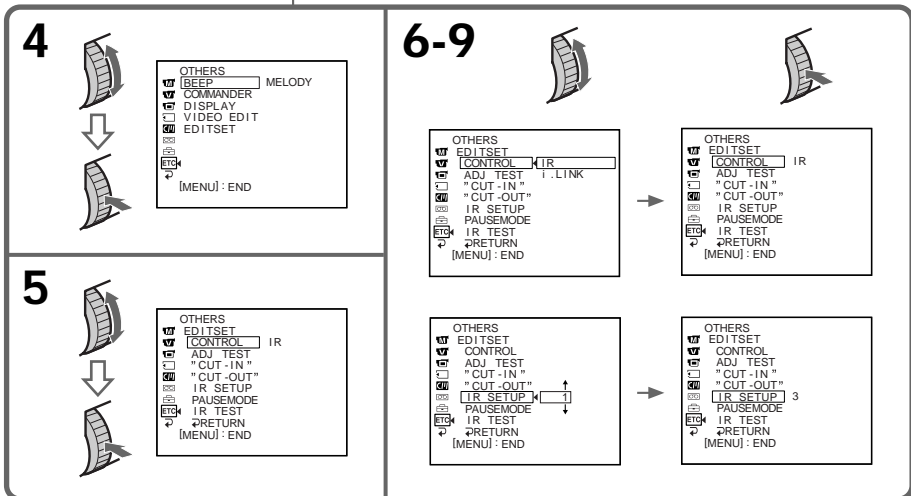 4
OTHERS
BEEP MELODY
COMMANDER
DISPLAY
VIDEO EDIT
EDITSET
ETC
[MENU] : END
5
OTHERS
EDITSET
CONTROL IR
ADJ TEST
"CUT-IN"
"CUT-OUT"
IR SETUP
PAUSEMODE
ETC IR TEST
RETURN
[MENU] : END
6-9
OTHERS
EDITSET
CONTROL IR
ADJ TEST i.LINK
"CUT-IN"
"CUT-OUT"
IR SETUP
PAUSEMODE
ETC IR TEST
RETURN
[MENU] : END
OTHERS
EDITSET
CONTROL IR
ADJ TEST
"CUT-IN"
"CUT-OUT"
IR SETUP
PAUSEMODE
ETC IR TEST
RETURN
[MENU] : END
OTHERS
EDITSET
CONTROL
ADJ TEST
"CUT-IN"
"CUT-OUT"
IR SETUP 1
PAUSEMODE
ETC IR TEST
RETURN
[MENU] : END
OTHERS
EDITSET
CONTROL
ADJ TEST
"CUT-IN"
"CUT-OUT"
IR SETUP 3
PAUSEMODE
ETC IR TEST
RETURN
[MENU] : END